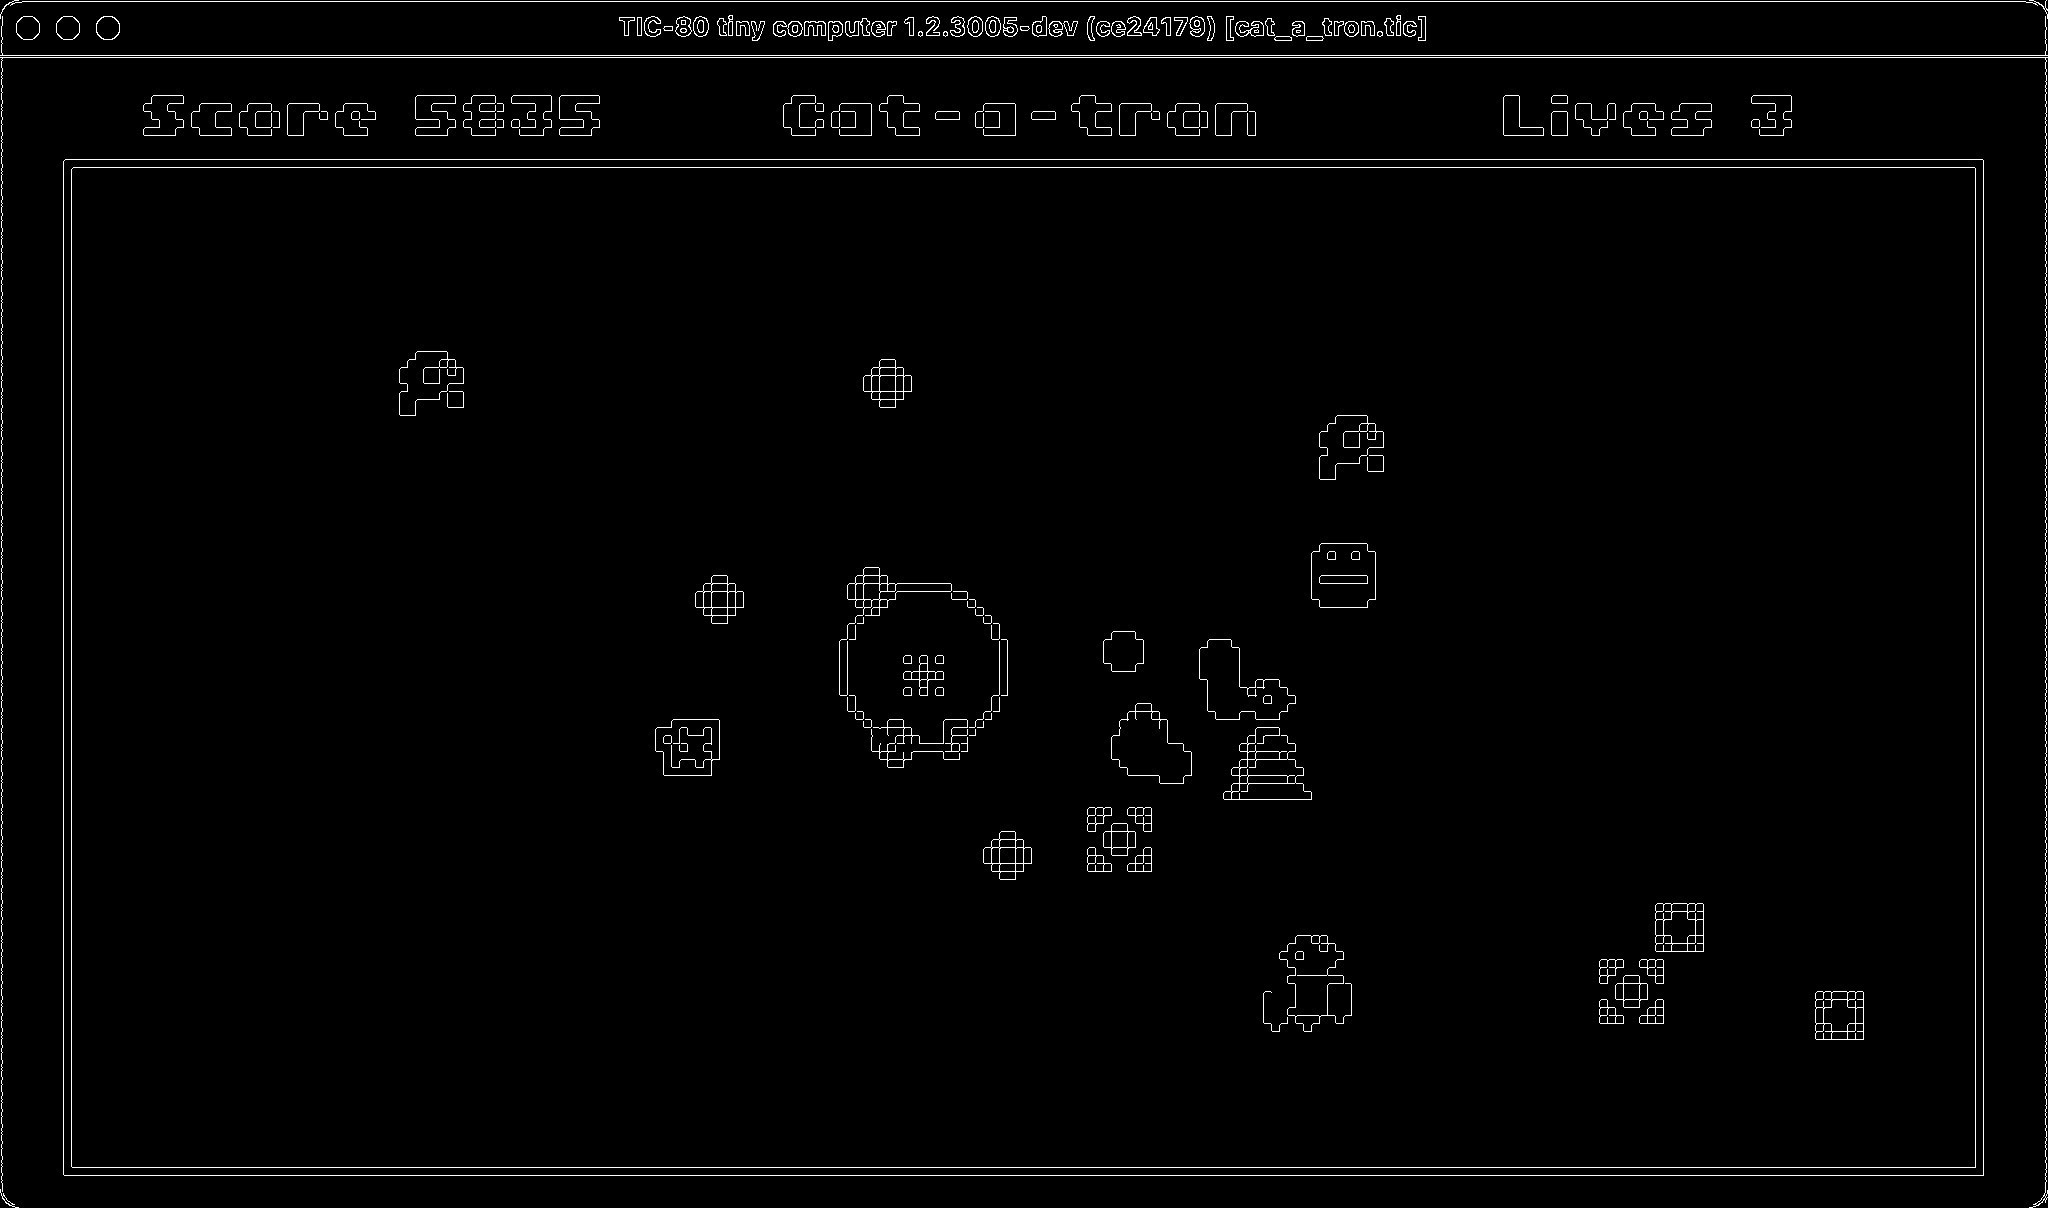 TIC-80 tiny computer 1.2.3005-dev (ce24179) [cat_a_tron.tic]
Score 5835 Cat-a-tron Lives 3